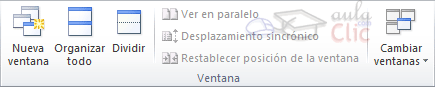 Nueva ventana
Organizar todo
Dividir
Ver en paralelo
Desplazamiento sincrónico
Restablecer posición de la ventana
Cambiar ventanas
Ventana
aula Clic